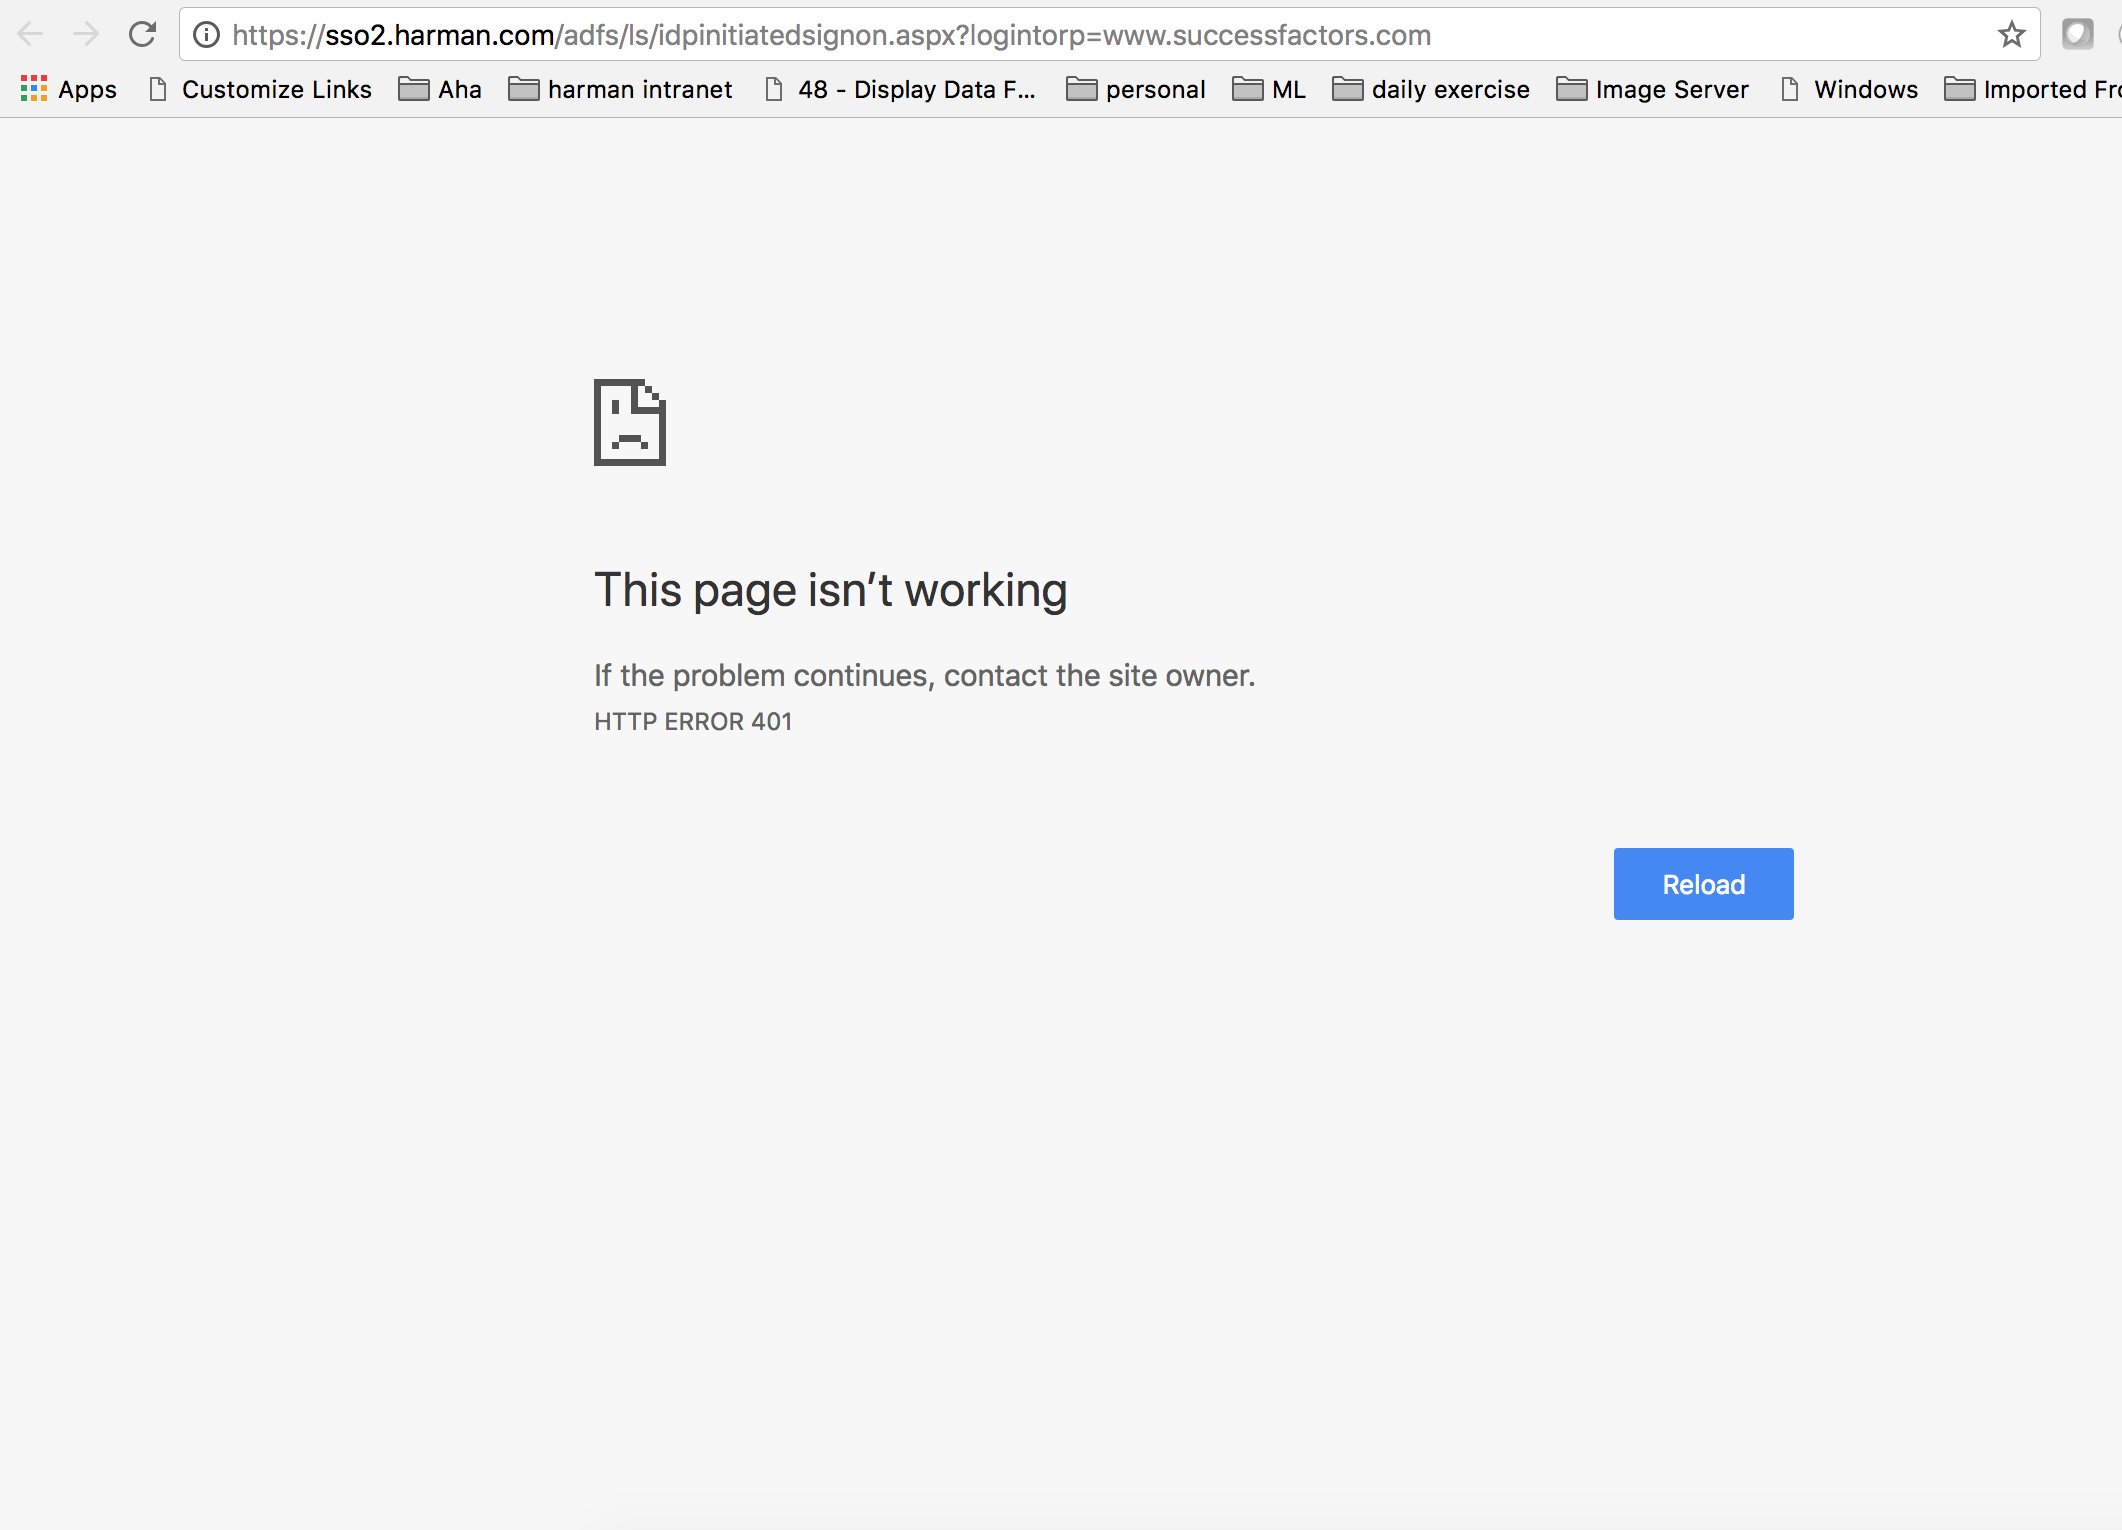 https://sso2.harman.com/adfs/ls/idpinitiatedsignon.aspx?logintorp=www.successfactors.com
Apps Customize Links Aha harman intranet 48 - Display Data F... personal ML daily exercise Image Server Windows Imported Fro
This page isn’t working
If the problem continues, contact the site owner.
HTTP ERROR 401
Reload